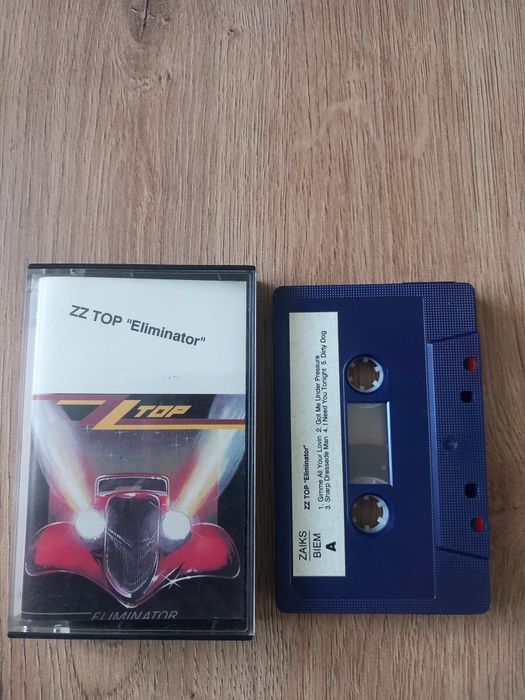 ZZ TOP "Eliminator"
ZZ TOP
ELIMINATOR
ZAIKS
BIEM
A
ZZ TOP "Eliminator"
1. Gimme All Your Lovin 2. Got Me Under Pressure
3. Sharp Dressede Man 4. I Need You Tonight 5. Dirty Dog